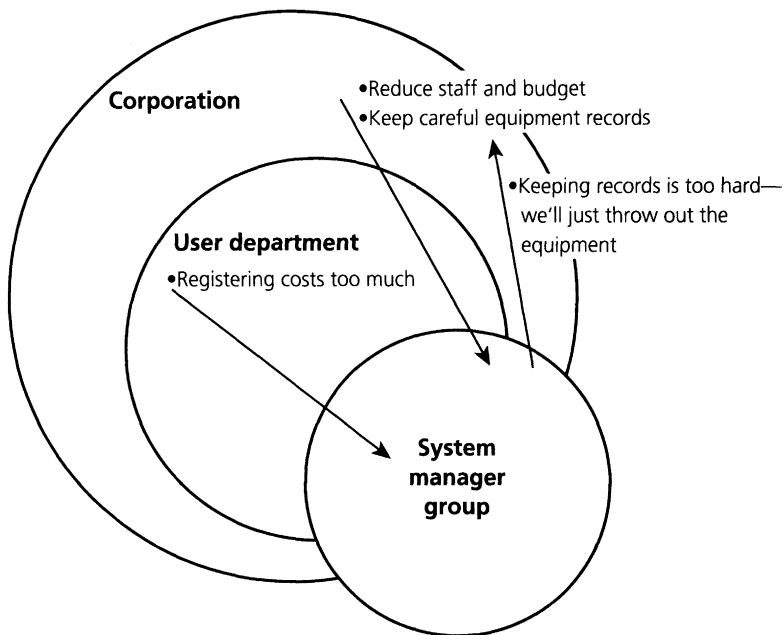 Corporation
•Reduce staff and budget
•Keep careful equipment records
•Keeping records is too hard—
we'll just throw out the
equipment
User department
•Registering costs too much
System
manager
group